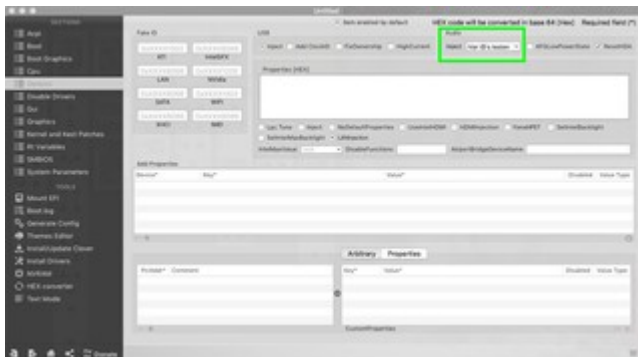 Untitled
SECTIONS
Acpi
Boot
Boot Graphics
Cpu
Devices
Disable Drivers
Gui
Graphics
Kernel and Kext Patches
Rt Variables
SMBIOS
System Parameters
TOOLS
Mount EFI
Boot.log
Generate Config
Themes Editor
Install/Update Clover
Install Drivers
HEX converter
Text Mode
Donate
* Item enabled by default
HEX code will be converted in base 64 [Hex]
Required field (*)
Fake ID
ATI
IntelGFX
LAN
NVidia
SATA
WIFI
XHCI
IMEI
USB
Inject
Add ClockID
FixOwnership
HighCurrent
Audio
Inject
AFGLowPowerState
ResetHDA
Properties [HEX]
Inject
NoDefaultProperties
UseIntelHDMI
HDMIInjection
ForceHPET
SetIntelBacklight
SetIntelMaxBacklight
LANInjection
IntelMaxValue
DisableFunctions
AirportBridgeDeviceName
Add Properties
Device*
Key*
Value*
Disabled
Value Type
Arbitrary
Properties
PciAddr*
Comment
Key*
Value*
Disabled
Value Type
CustomProperties